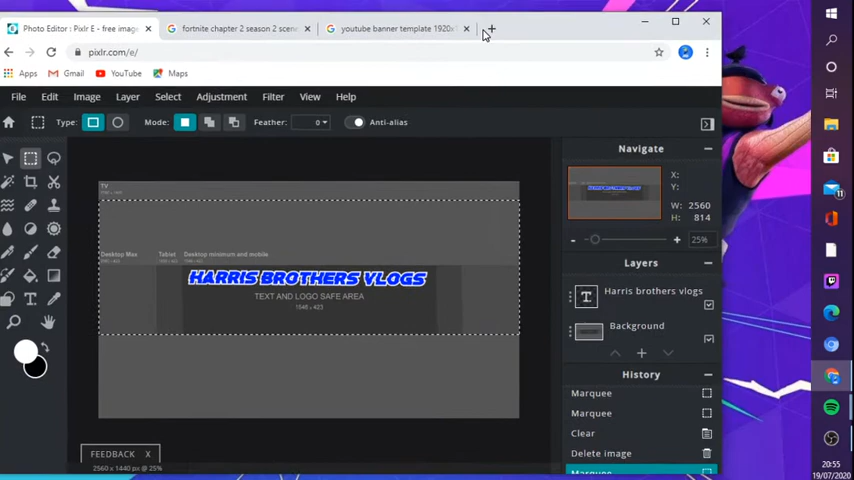 Photo Editor : Pixlr E - free imag
fortnite chapter 2 season 2 scen
youtube banner template 1920x
pixlr.com/e/
Apps
Gmail
YouTube
Maps
File Edit Image Layer Select Adjustment Filter View Help
Type:
Mode:
Feather:
0
Anti-alias
Navigate
X:
Y:
W: 2560
H: 814
25%
TV
Desktop Max
Tablet
Desktop minimum and mobile
HARRIS BROTHERS VLOGS
TEXT AND LOGO SAFE AREA
1546 x 423
Layers
Harris brothers vlogs
Background
History
Marquee
Marquee
Clear
Delete image
Marquee
FEEDBACK X
2560 x 1440 px @ 25%
11
20:55
19/07/2020